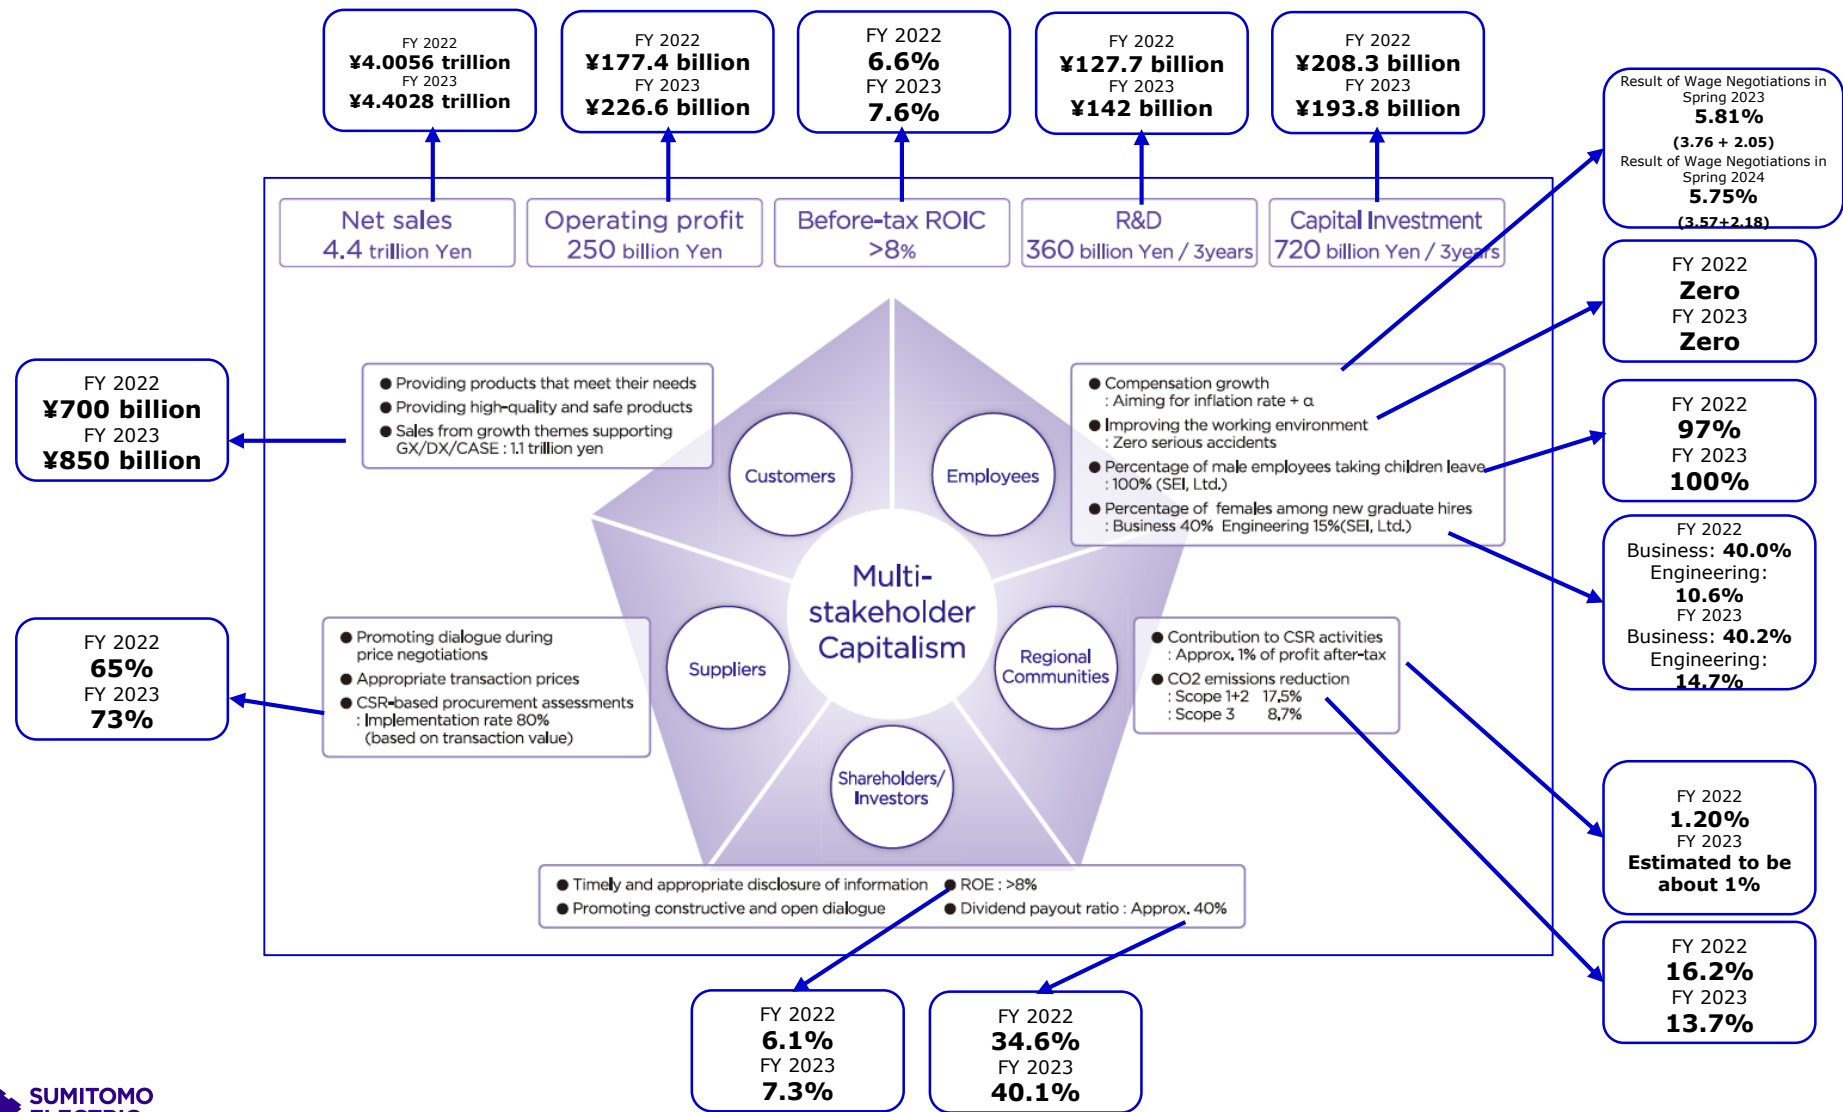 FY 2022
¥4.0056 trillion
FY 2023
¥4.4028 trillion
FY 2022
¥177.4 billion
FY 2023
¥226.6 billion
FY 2022
6.6%
FY 2023
7.6%
FY 2022
¥127.7 billion
FY 2023
¥142 billion
FY 2022
¥208.3 billion
FY 2023
¥193.8 billion
Result of Wage Negotiations in
Spring 2023
5.81%
(3.76 + 2.05)
Result of Wage Negotiations in
Spring 2024
5.75%
(3.57+2.18)
Net sales
4.4 trillion Yen
Operating profit
250 billion Yen
Before-tax ROIC
>8%
R&D
360 billion Yen / 3years
Capital Investment
720 billion Yen / 3years
FY 2022
Zero
FY 2023
Zero
FY 2022
¥700 billion
FY 2023
¥850 billion
● Providing products that meet their needs
● Providing high-quality and safe products
● Sales from growth themes supporting
GX/DX/CASE : 1.1 trillion yen
Customers
Employees
● Compensation growth
: Aiming for inflation rate + α
● Improving the working environment
: Zero serious accidents
● Percentage of male employees taking children leave
: 100% (SEI, Ltd.)
● Percentage of females among new graduate hires
: Business 40% Engineering 15%(SEI, Ltd.)
FY 2022
97%
FY 2023
100%
FY 2022
Business: 40.0%
Engineering:
10.6%
FY 2023
Business: 40.2%
Engineering:
14.7%
Multi-
stakeholder
Capitalism
FY 2022
65%
FY 2023
73%
● Promoting dialogue during
price negotiations
● Appropriate transaction prices
● CSR-based procurement assessments
: Implementation rate 80%
(based on transaction value)
Suppliers
Regional
Communities
● Contribution to CSR activities
: Approx. 1% of profit after-tax
● CO2 emissions reduction
: Scope 1+2 17.5%
: Scope 3 8.7%
Shareholders/
Investors
FY 2022
1.20%
FY 2023
Estimated to be
about 1%
● Timely and appropriate disclosure of information ● ROE : >8%
● Promoting constructive and open dialogue ● Dividend payout ratio : Approx. 40%
FY 2022
16.2%
FY 2023
13.7%
FY 2022
6.1%
FY 2023
7.3%
FY 2022
34.6%
FY 2023
40.1%
SUMITOMO
ELECTRIC